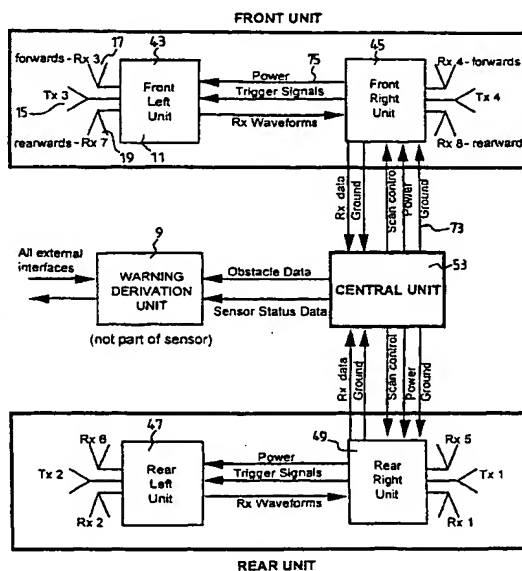 FRONT UNIT
forwards - Rx 3
17
43
75
45
Rx 4 - forwards
Tx 3
15
Front
Left
Unit
Power
Trigger Signals
Rx Waveforms
Front
Right
Unit
Tx 4
rearwards - Rx 7
19
11
Rx 8 - rearward
Rx data
Ground
Scan control
Power
Ground
73
All external
interfaces
9
WARNING
DERIVATION
UNIT
(not part of sensor)
Obstacle Data
Sensor Status Data
53
CENTRAL UNIT
Rx data
Ground
Scan control
Power
Ground
Rx 6
47
49
Rx 5
Tx 2
Rear
Left
Unit
Power
Trigger Signals
Rx Waveforms
Rear
Right
Unit
Tx 1
Rx 2
Rx 1
REAR UNIT